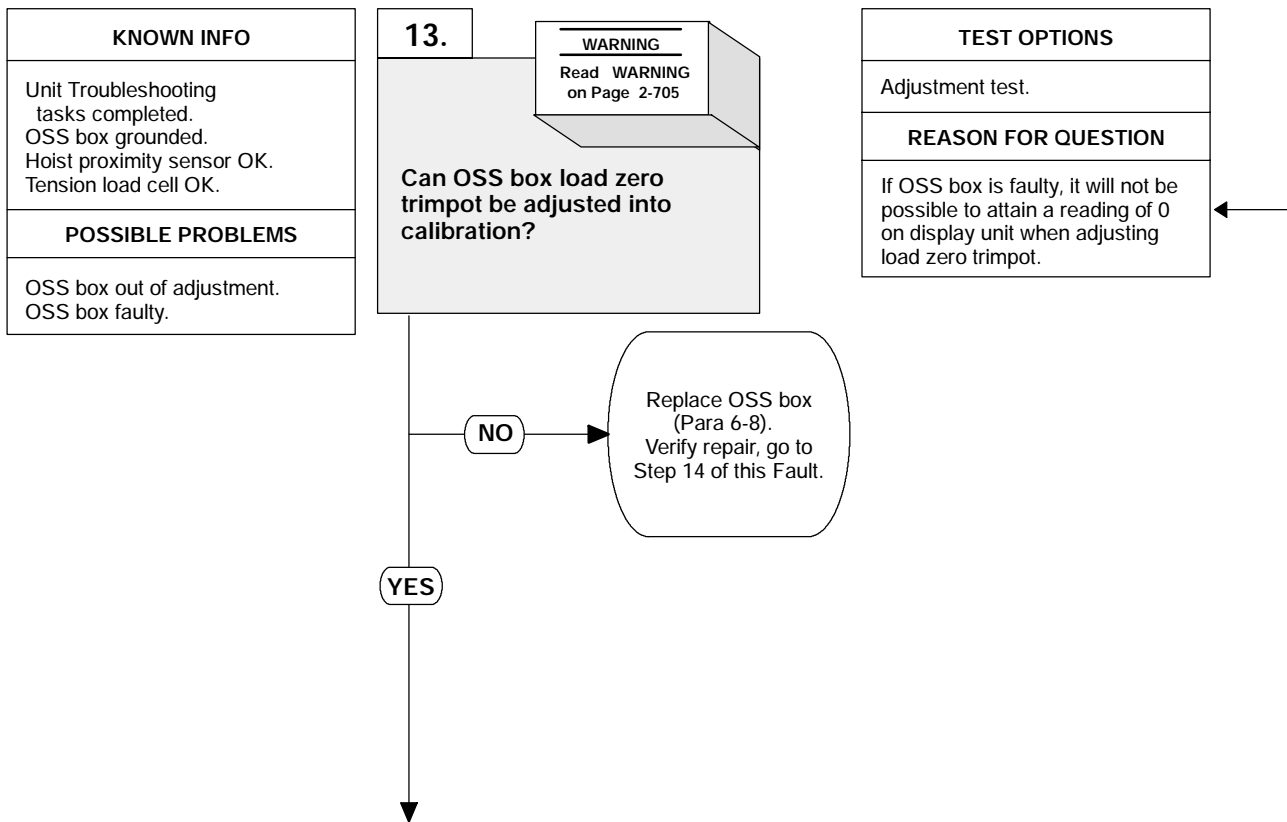 KNOWN INFO
Unit Troubleshooting
tasks completed.
OSS box grounded.
Hoist proximity sensor OK.
Tension load cell OK.
POSSIBLE PROBLEMS
OSS box out of adjustment.
OSS box faulty.
13.
WARNING
Read WARNING
on Page 2-705
Can OSS box load zero
trimpot be adjusted into
calibration?
TEST OPTIONS
Adjustment test.
REASON FOR QUESTION
If OSS box is faulty, it will not be
possible to attain a reading of 0
on display unit when adjusting
load zero trimpot.
NO
Replace OSS box
(Para 6-8).
Verify repair, go to
Step 14 of this Fault.
YES